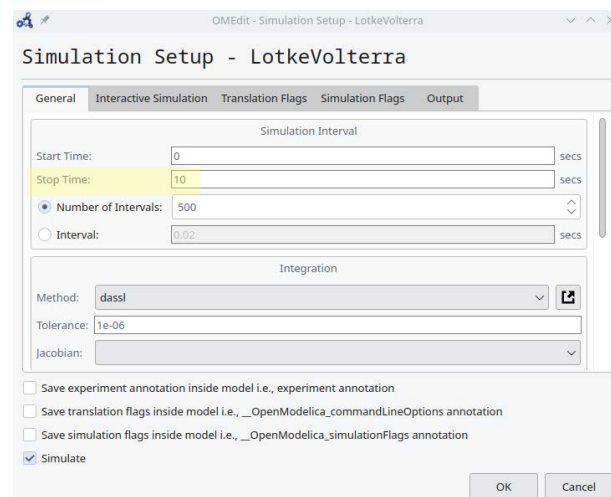 OMEdit - Simulation Setup - LotkeVolterra
Simulation Setup - LotkeVolterra
General Interactive Simulation Translation Flags Simulation Flags Output
Simulation Interval
Start Time: 0 secs
Stop Time: 10 secs
Number of Intervals: 500
Interval: 0.02 secs
Integration
Method: dassl
Tolerance: 1e-06
Jacobian:
Save experiment annotation inside model i.e., experiment annotation
Save translation flags inside model i.e., __OpenModelica_commandLineOptions annotation
Save simulation flags inside model i.e., __OpenModelica_simulationFlags annotation
Simulate
OK Cancel